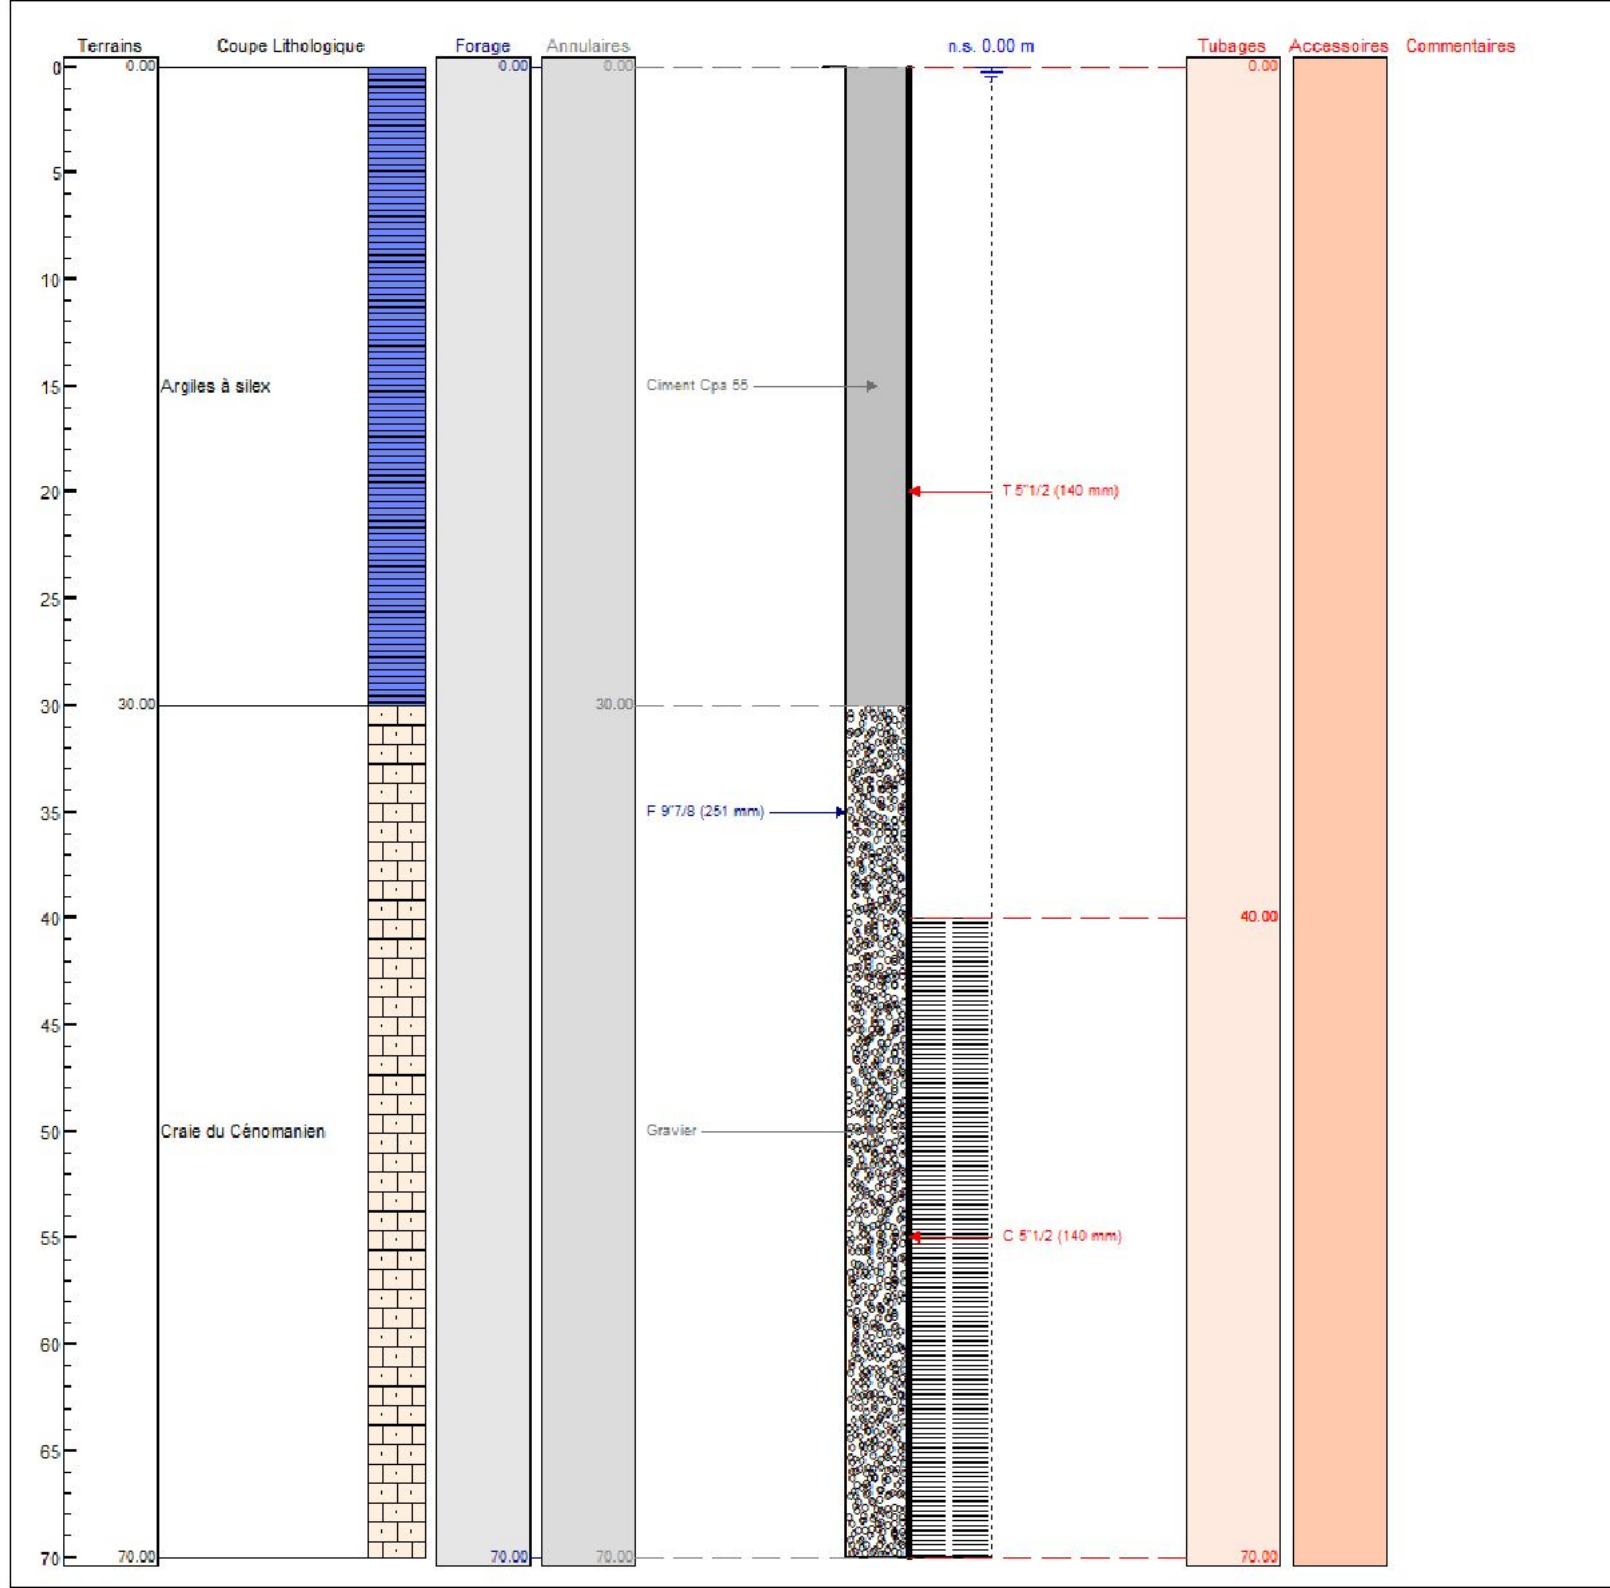 Terrains Coupe Lithologique Forage Annulaires n.s. 0.00 m Tubages Accessoires Commentaires
0 0.00 0.00 0.00 0.00
5
10
15 Argiles à silex Ciment Cpa 55
20 T 5"1/2 (140 mm)
25
30 30.00 30.00
35 F 9"7/8 (251 mm)
40 40.00
45
50 Craie du Cénomanien Gravier
55 C 5"1/2 (140 mm)
60
65
70 70.00 70.00 70.00 70.00